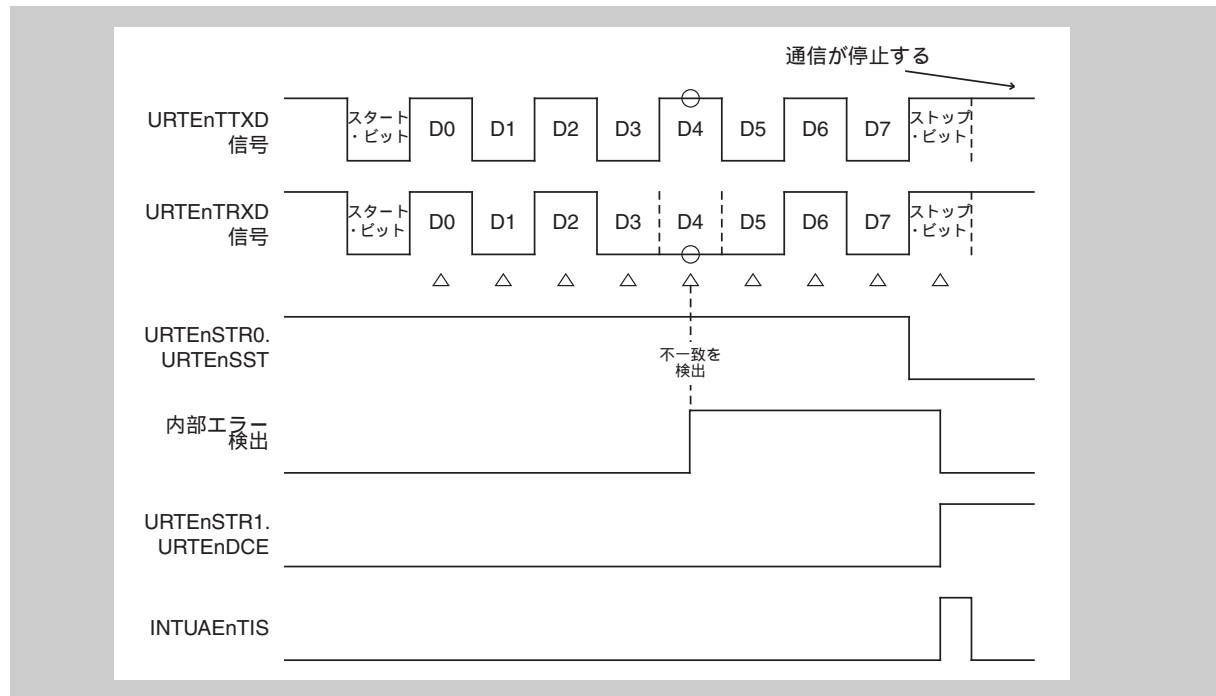 通信が停止する
URTEnTTXD
信号
スタート
・ビット
D0
D1
D2
D3
D4
D5
D6
D7
ストップ
・ビット
URTEnTRXD
信号
スタート
・ビット
D0
D1
D2
D3
D4
D5
D6
D7
ストップ
・ビット
URTEnSTR0.
URTEnSST
不一致を
検出
内部エラー
検出
URTEnSTR1.
URTEnDCE
INTUAEnTIS